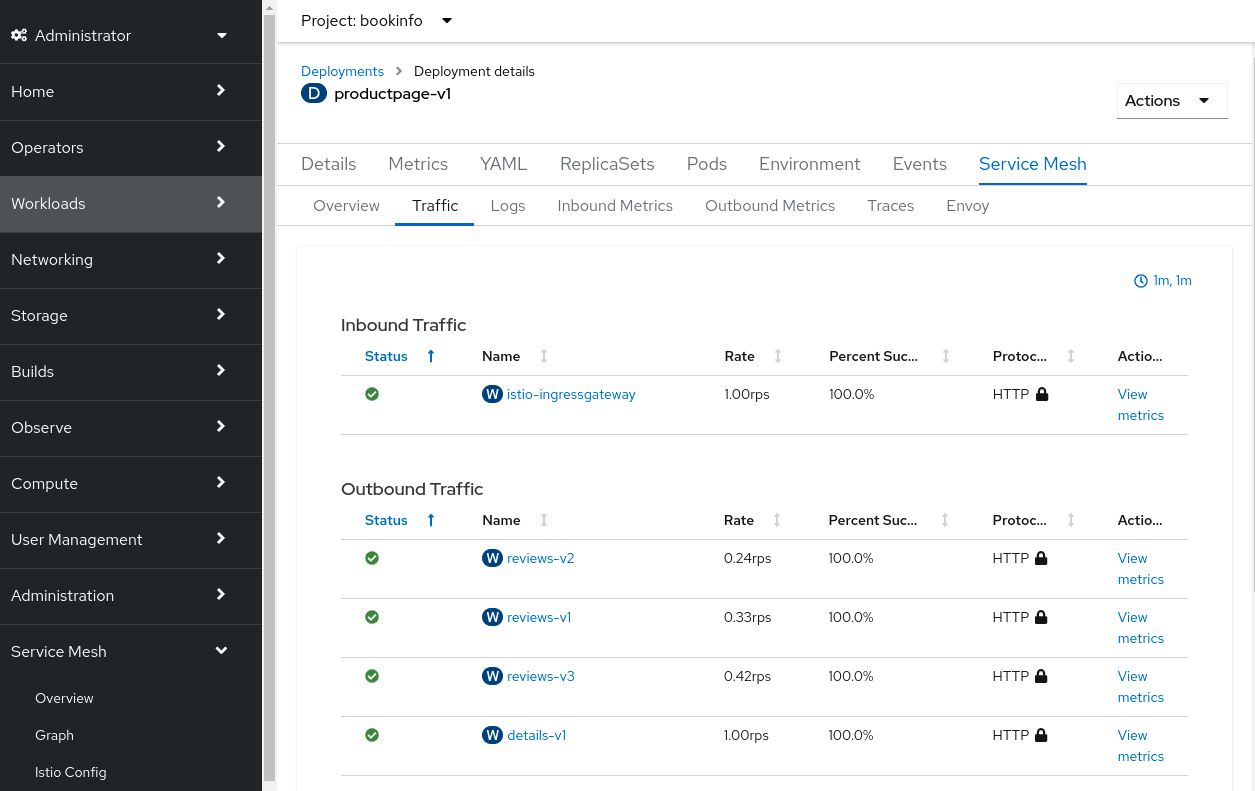 Administrator
Home
Operators
Workloads
Networking
Storage
Builds
Observe
Compute
User Management
Administration
Service Mesh
Overview
Graph
Istio Config
Project: bookinfo
Deployments > Deployment details
D productpage-v1
Actions
Details Metrics YAML ReplicaSets Pods Environment Events Service Mesh
Overview Traffic Logs Inbound Metrics Outbound Metrics Traces Envoy
1m, 1m
Inbound Traffic
Status Name Rate Percent Suc... Protoc... Actio...
W istio-ingressgateway 1.00rps 100.0% HTTP View
metrics
Outbound Traffic
Status Name Rate Percent Suc... Protoc... Actio...
W reviews-v2 0.24rps 100.0% HTTP View
metrics
W reviews-v1 0.33rps 100.0% HTTP View
metrics
W reviews-v3 0.42rps 100.0% HTTP View
metrics
W details-v1 1.00rps 100.0% HTTP View
metrics